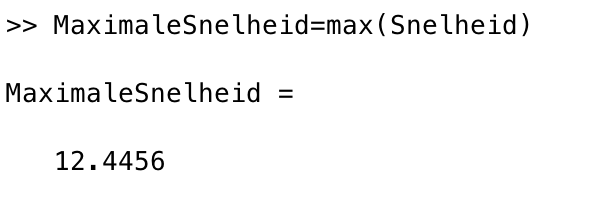 >> MaximaleSnelheid=max(Snelheid)
MaximaleSnelheid =
12.4456